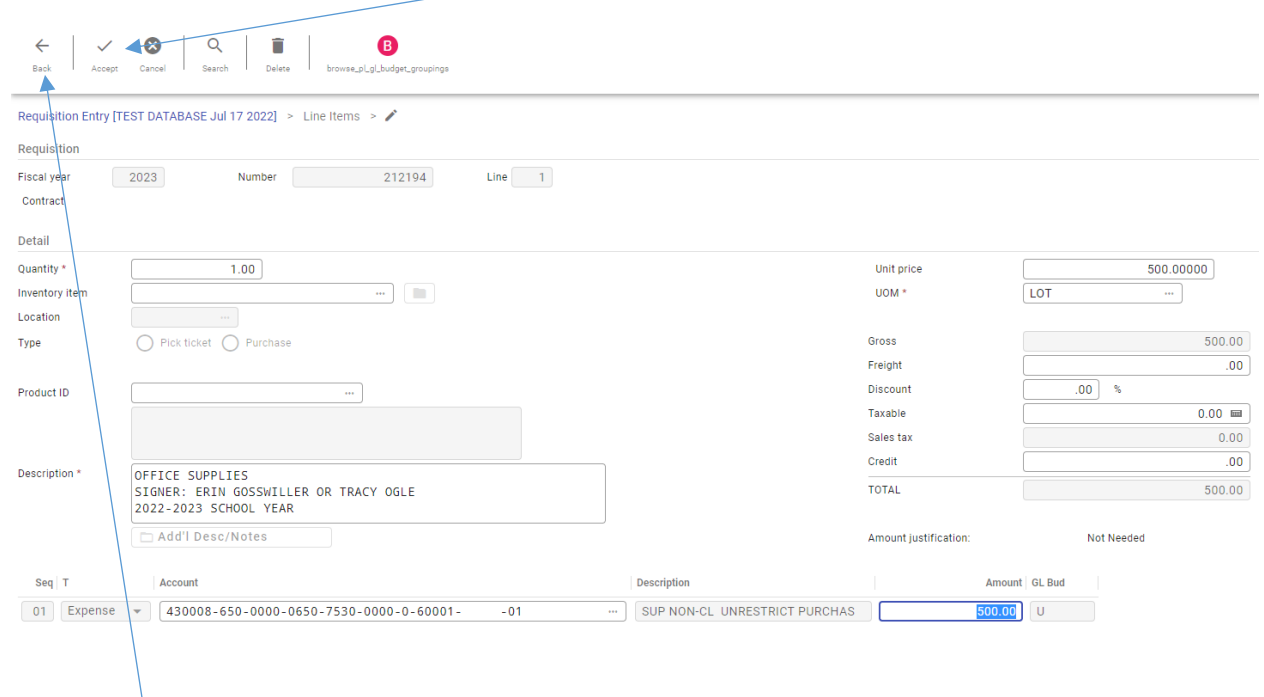 Back Accept Cancel Search Delete browse_pl_gl_budget_groupings
B
Requisition Entry [TEST DATABASE Jul 17 2022] > Line Items >
Requisition
Fiscal year 2023 Number 212194 Line 1
Contract
Detail
Quantity * 1.00 Unit price 500.00000
Inventory item ... UOM * LOT ...
Location ...
Type Pick ticket Purchase Gross 500.00
Freight .00
Product ID ... Discount .00 %
Taxable 0.00
Sales tax 0.00
Credit .00
Description * OFFICE SUPPLIES
SIGNER: ERIN GOSSWILLER OR TRACY OGLE
2022-2023 SCHOOL YEAR
TOTAL 500.00
Add'l Desc/Notes Amount justification: Not Needed
Seq T Account Description Amount GL Bud
01 Expense 430008-650-0000-0650-7530-0000-0-60001- -01 ... SUP NON-CL UNRESTRICT PURCHAS 500.00 U